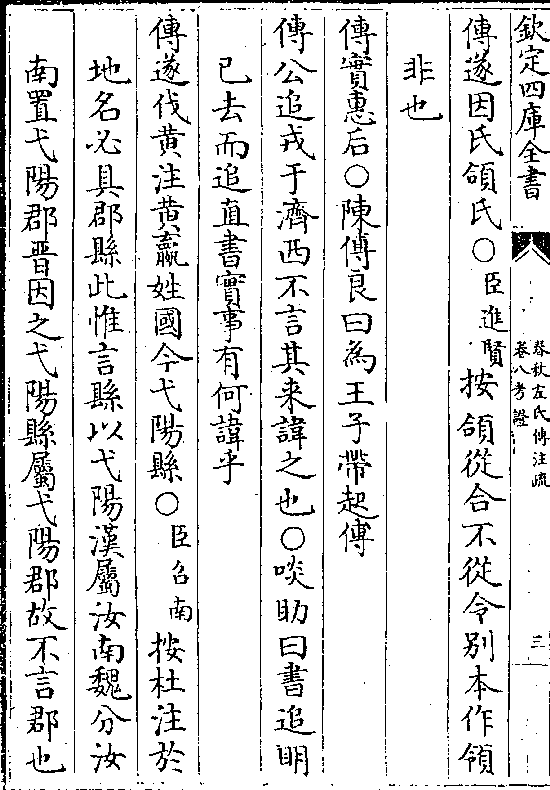 欽定四庫全書
春秋左氏傳注疏
卷八考證
三
傳遂因氏頜氏○臣進賢按頜從合不從令别本作領
非也
傳實惠后○陳傅良曰為王子帶起傳
傳公追戎于濟西不言其来諱之也○啖助曰書追明
已去而追直書實事有何諱乎
傳遂伐黄注黄嬴姓國今弋陽縣○臣召南按杜注於
地名必具郡縣此惟言縣以弋陽漢屬汝南魏分汝
南置弋陽郡晋因之弋陽縣屬弋陽郡故不言郡也